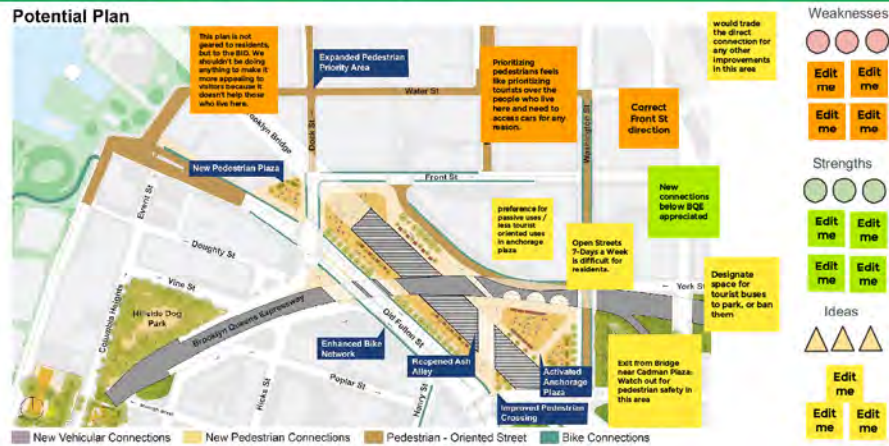 Potential Plan
This plan is not
geared to residents,
but to the BID. We
shouldn't be doing
anything to make it
more appealing to
visitors because it
doesn't help those
who live here.
Expanded Pedestrian
Priority Area
Prioritizing
pedestrians feels
like prioritizing
tourists over the
people who live
here and need to
access cars for any
reason.
would trade
the direct
connection for
any other
improvements
in this area
Correct
Front St
direction
Water St
Dock St
Washington St
Brooklyn Bridge
New Pedestrian Plaza
Front St
New
connections
below BQE
appreciated
preference for
passive uses /
less tourist
oriented uses in
anchorage
plaza
Open Streets
7-Days a Week
is difficult for
residents.
Everit St
Doughty St
Vine St
York St
Designate
space for
tourist buses
to park, or ban
them
Columbia Heights
Hillside Dog
Park
Brooklyn Queens Expressway
Old Fulton St
Enhanced Bike
Network
Reopened Ash
Alley
Activated
Anchorage
Plaza
Exit from Bridge
near Cadman Plaza:
Watch out for
pedestrian safety in
this area
Hicks St
Poplar St
Henry St
Improved Pedestrian
Crossing
New Vehicular Connections
New Pedestrian Connections
Pedestrian - Oriented Street
Bike Connections
Weaknesses
Edit
me
Edit
me
Edit
me
Edit
me
Strengths
Edit
me
Edit
me
Edit
me
Edit
me
Ideas
Edit
me
Edit
me
Edit
me